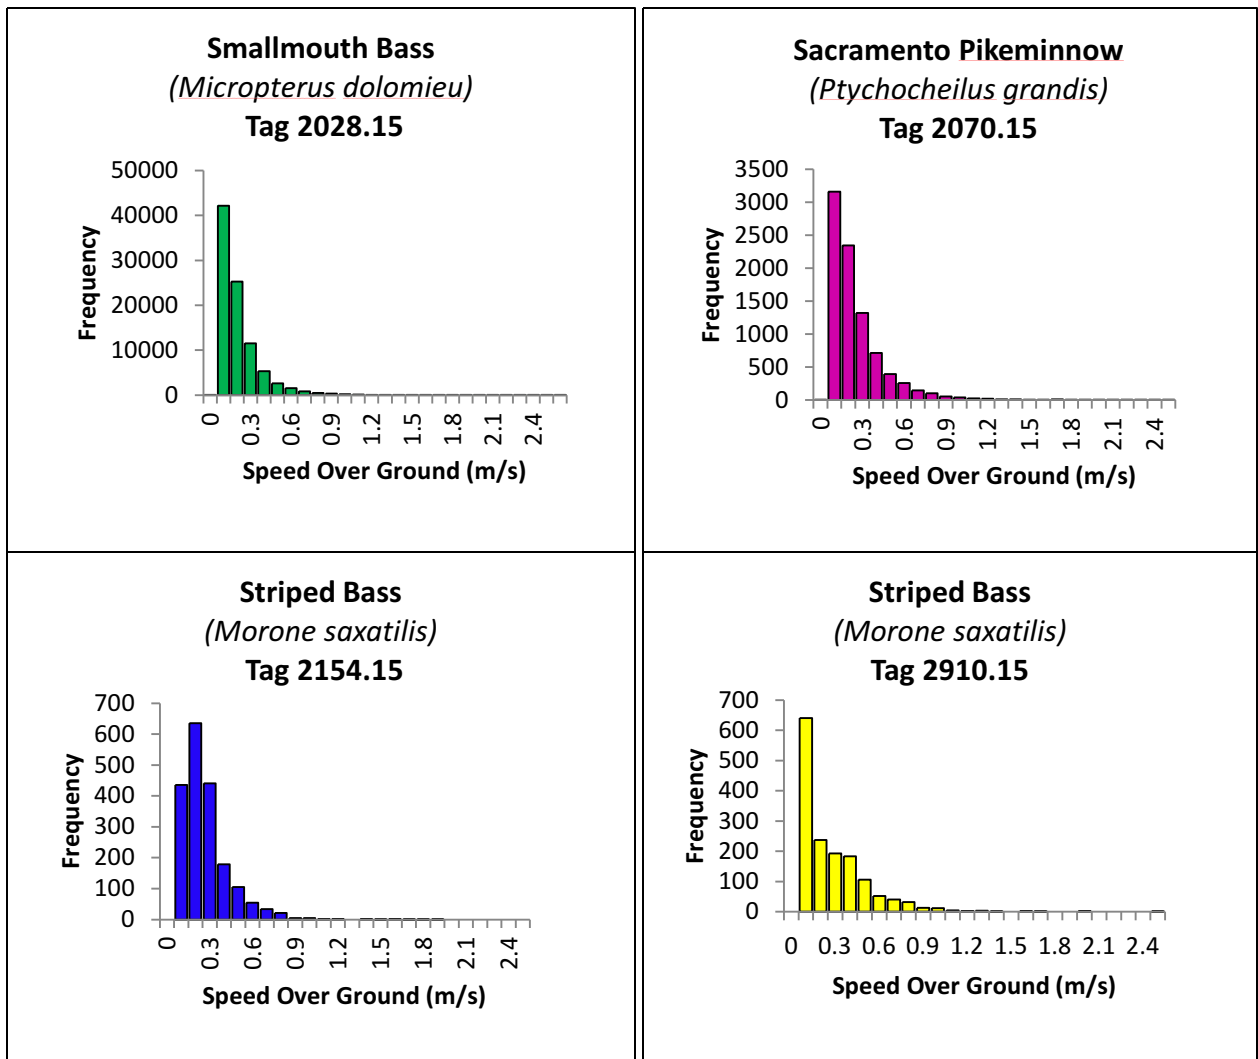 Smallmouth Bass
(Micropterus dolomieu)
Tag 2028.15
50000
40000
30000
20000
10000
0
Frequency
0 0.3 0.6 0.9 1.2 1.5 1.8 2.1 2.4
Speed Over Ground (m/s)
Sacramento Pikeminnow
(Ptychocheilus grandis)
Tag 2070.15
3500
3000
2500
2000
1500
1000
500
0
Frequency
0 0.3 0.6 0.9 1.2 1.5 1.8 2.1 2.4
Speed Over Ground (m/s)
Striped Bass
(Morone saxatilis)
Tag 2154.15
700
600
500
400
300
200
100
0
Frequency
0 0.3 0.6 0.9 1.2 1.5 1.8 2.1 2.4
Speed Over Ground (m/s)
Striped Bass
(Morone saxatilis)
Tag 2910.15
700
600
500
400
300
200
100
0
Frequency
0 0.3 0.6 0.9 1.2 1.5 1.8 2.1 2.4
Speed Over Ground (m/s)